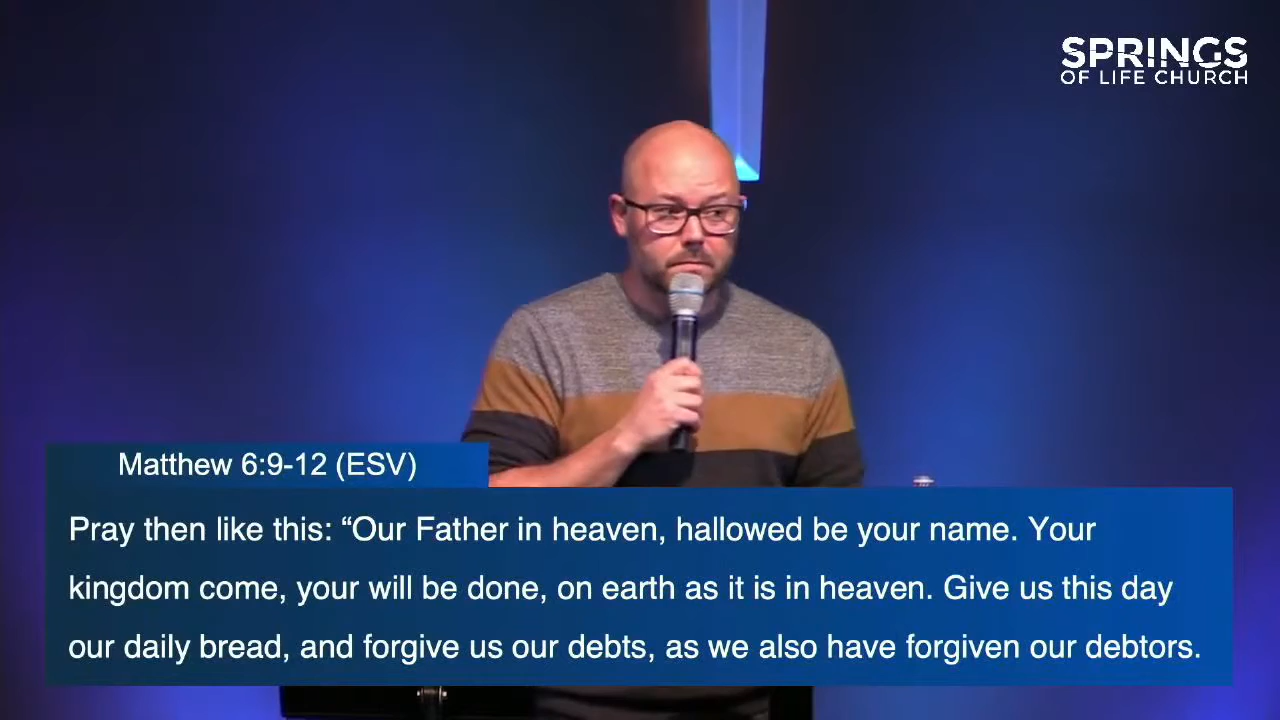 SPRINGS
OF LIFE CHURCH
Matthew 6:9-12 (ESV)
Pray then like this: “Our Father in heaven, hallowed be your name. Your
kingdom come, your will be done, on earth as it is in heaven. Give us this day
our daily bread, and forgive us our debts, as we also have forgiven our debtors.